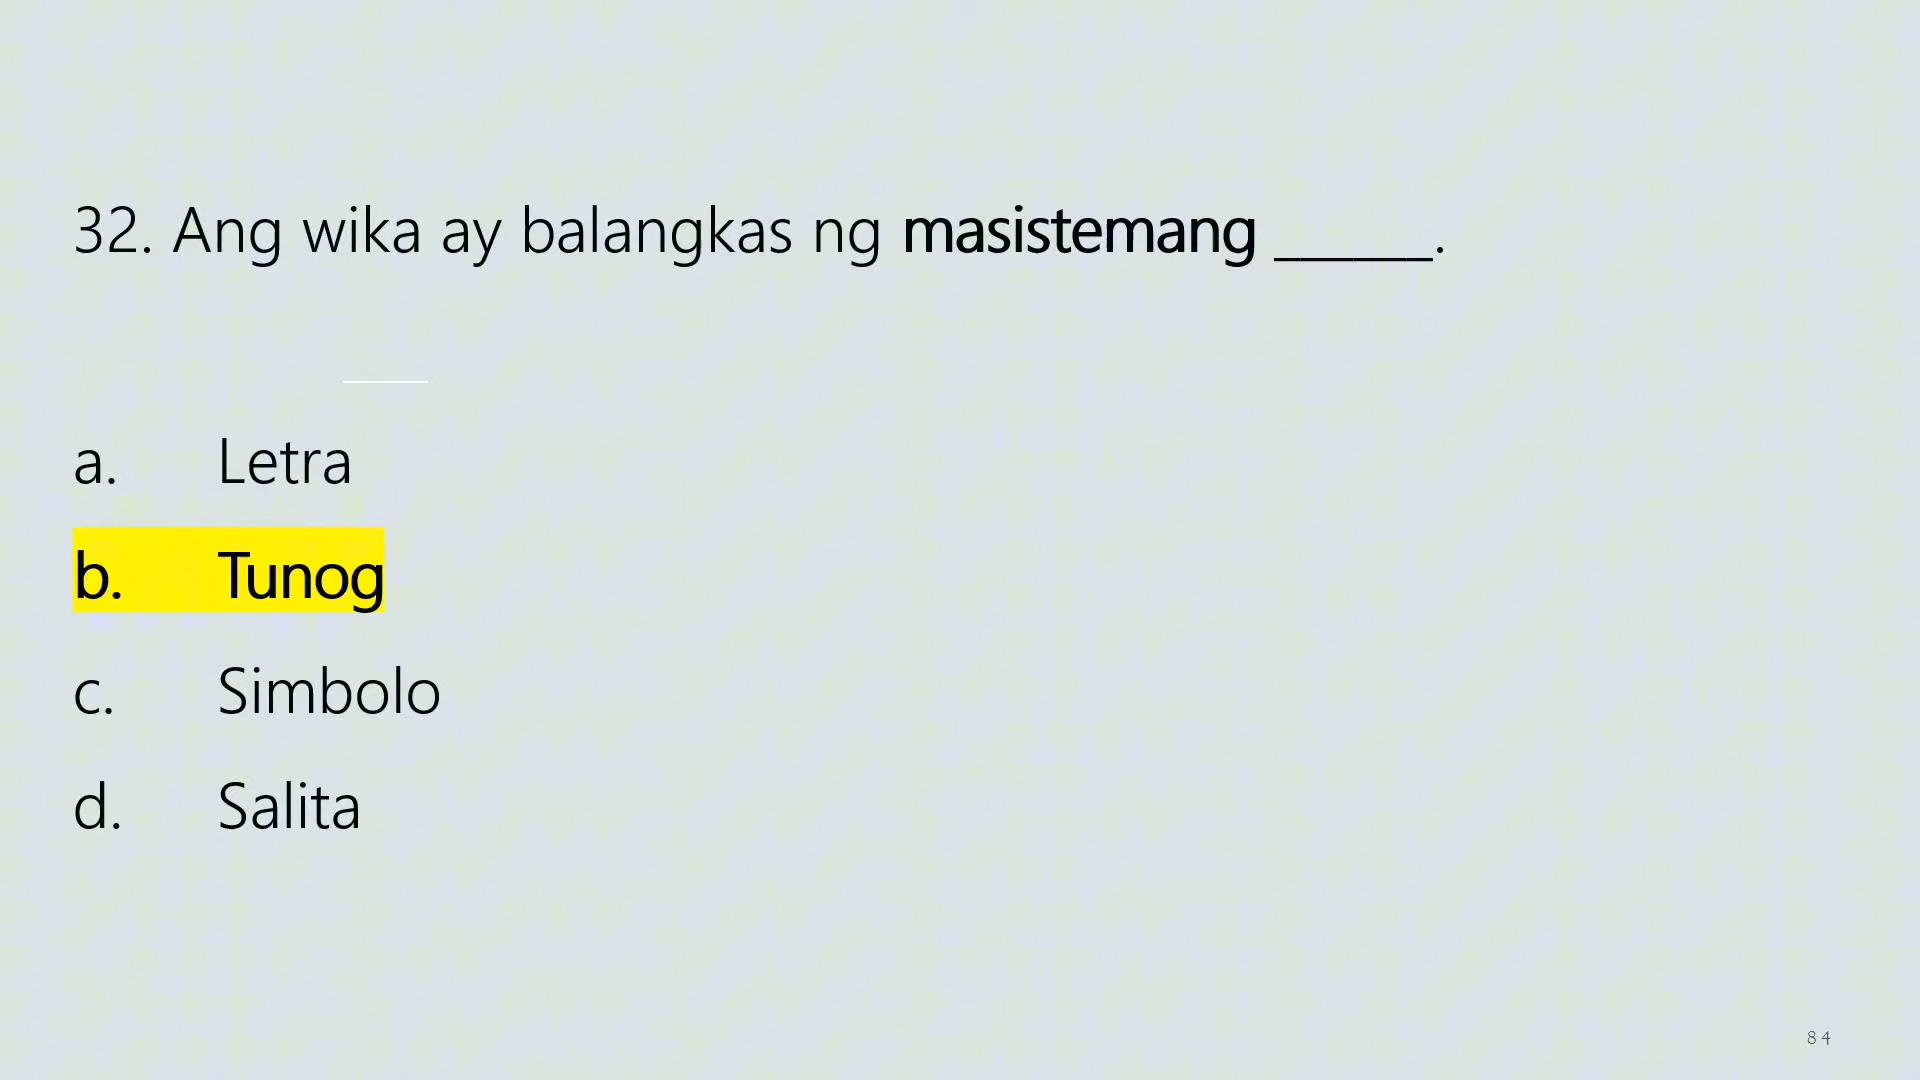 32. Ang wika ay balangkas ng masistemang ______.
a. Letra
b. Tunog
c. Simbolo
d. Salita
84